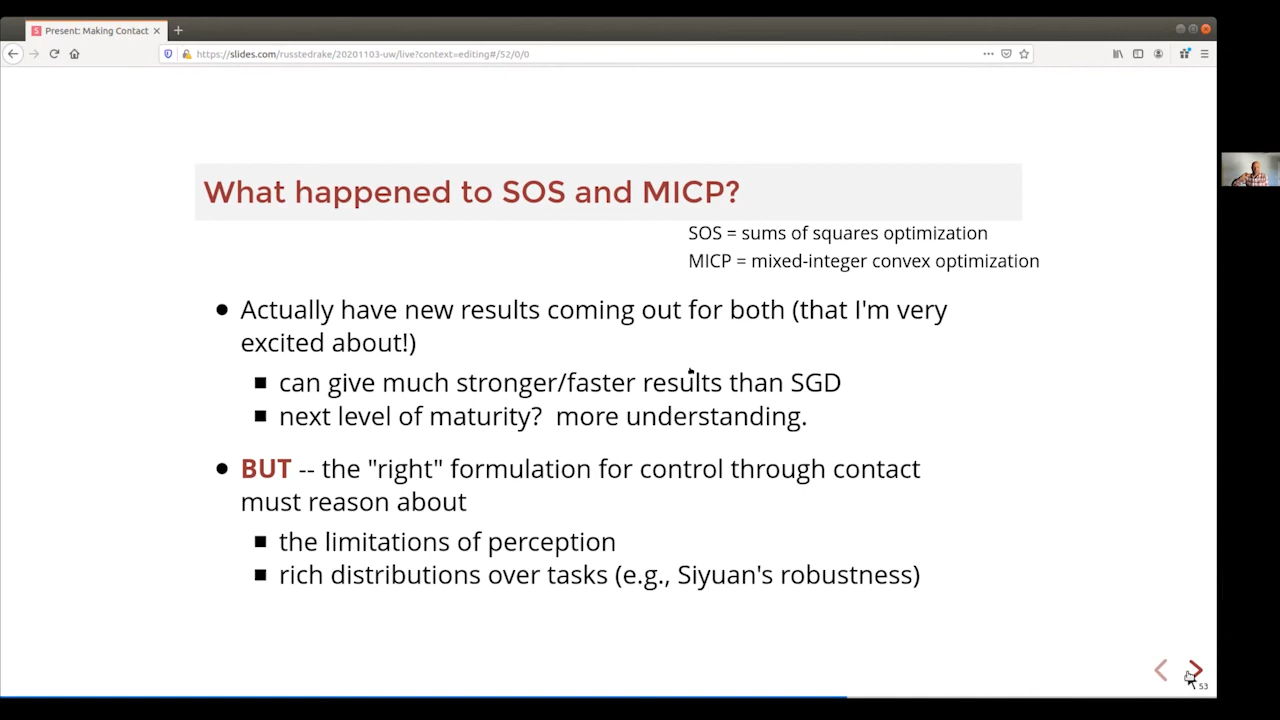 Present: Making Contact
https://slides.com/russtedrake/20201103-uw/live?context=editing#/52/0/0
What happened to SOS and MICP?
SOS = sums of squares optimization
MICP = mixed-integer convex optimization
Actually have new results coming out for both (that I'm very
excited about!)
can give much stronger/faster results than SGD
next level of maturity?  more understanding.
BUT -- the "right" formulation for control through contact
must reason about
the limitations of perception
rich distributions over tasks (e.g., Siyuan's robustness)
53